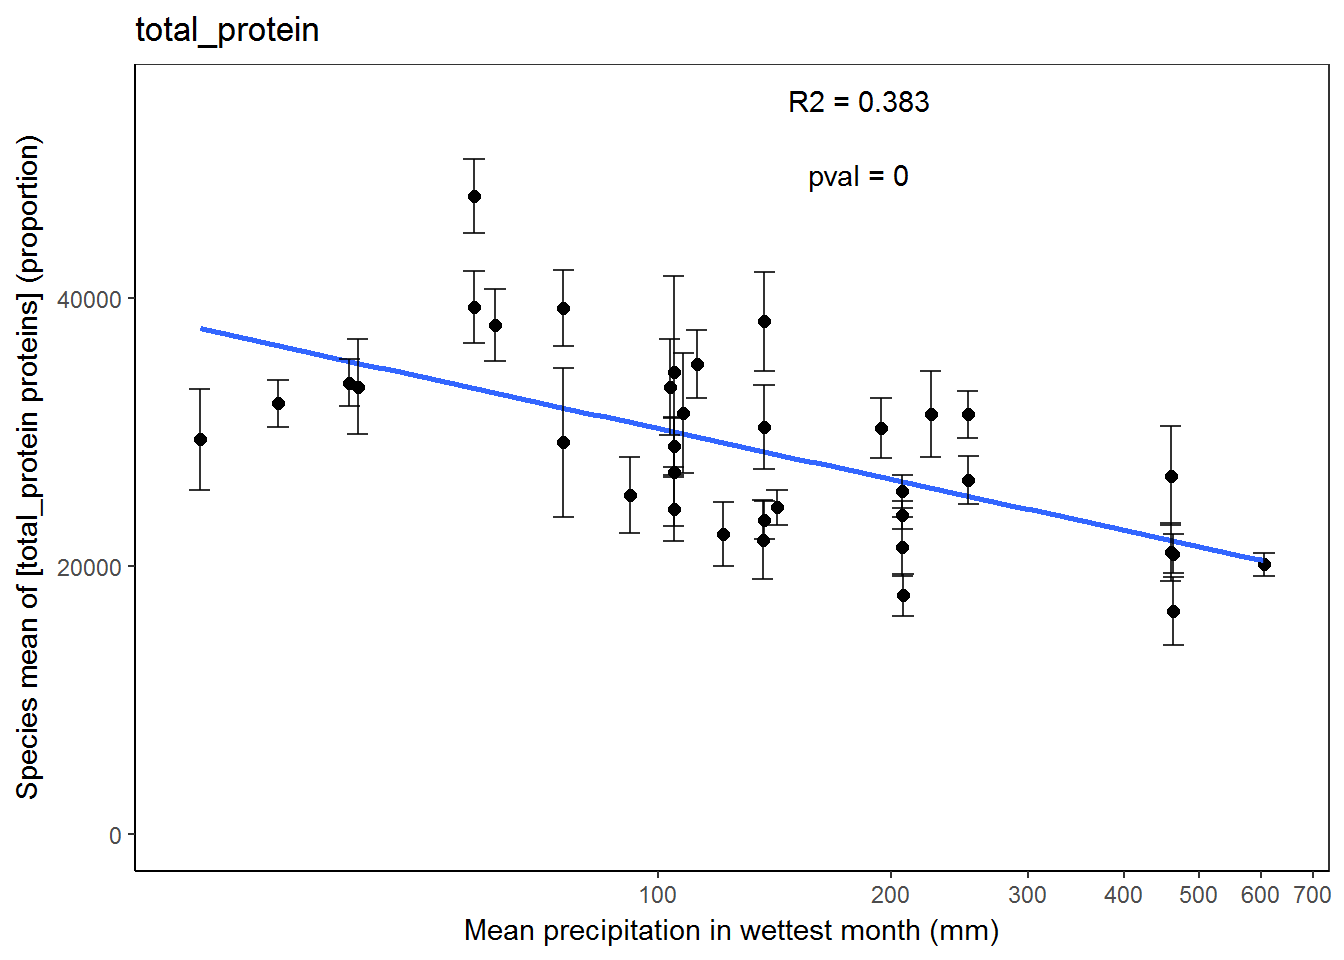 total_protein
R2 = 0.383
pval = 0
Species mean of [total_protein proteins] (proportion)
40000
20000
0
100 200 300 400 500 600 700
Mean precipitation in wettest month (mm)